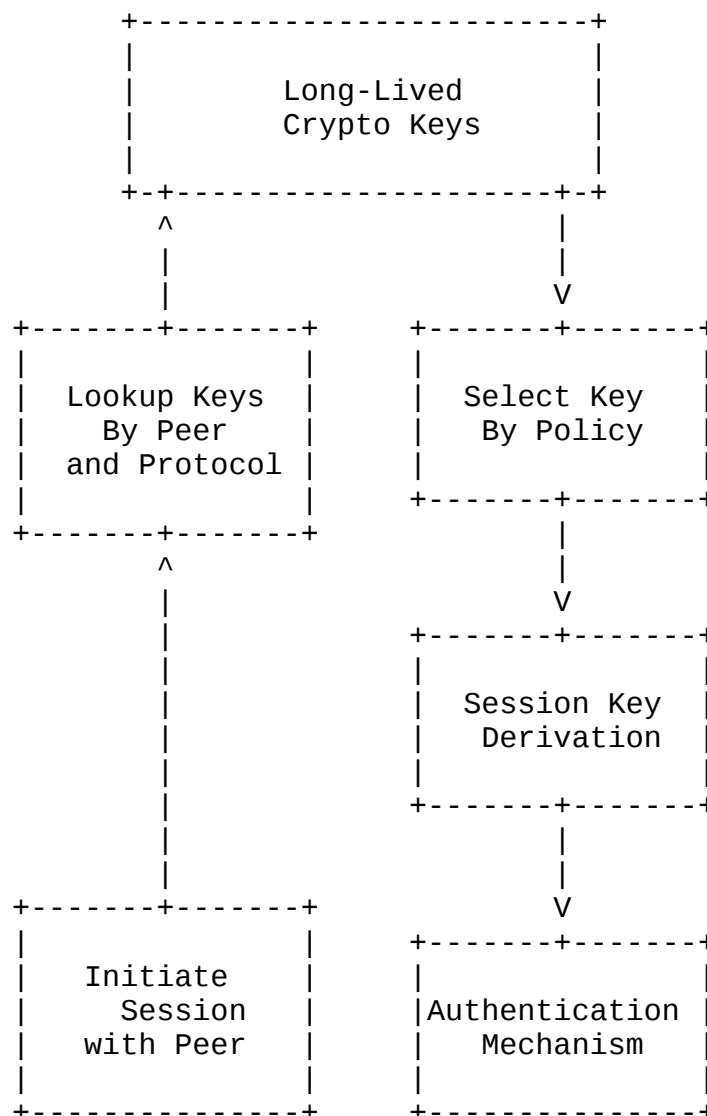 Long-Lived
Crypto Keys
Lookup Keys
By Peer
and Protocol
Select Key
By Policy
Session Key
Derivation
Initiate
Session
with Peer
Authentication
Mechanism